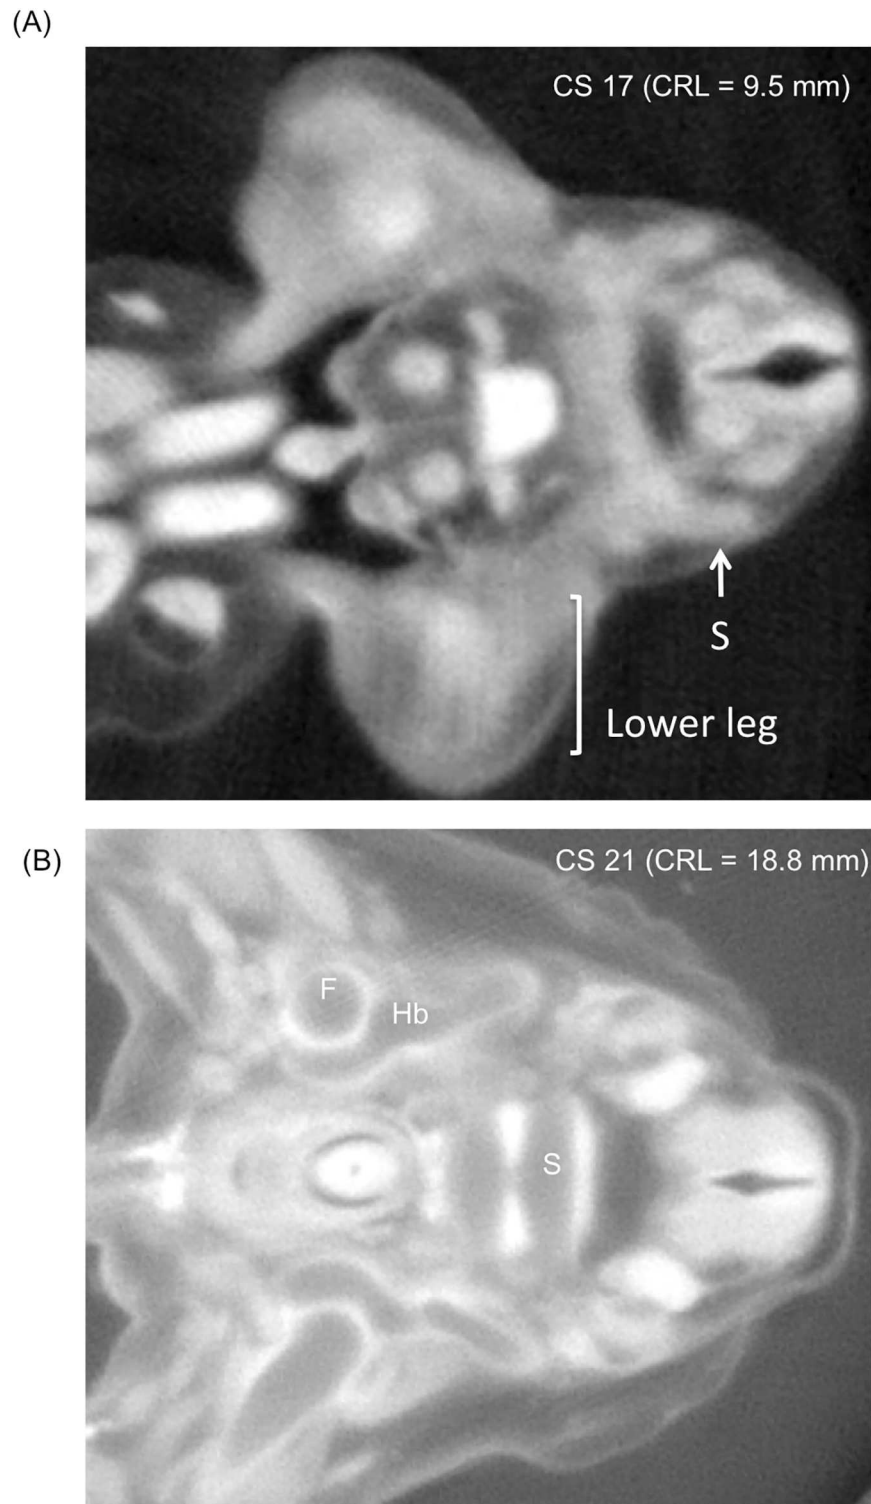 (A)
CS 17 (CRL = 9.5 mm)
S
Lower leg
(B)
CS 21 (CRL = 18.8 mm)
F
Hb
S